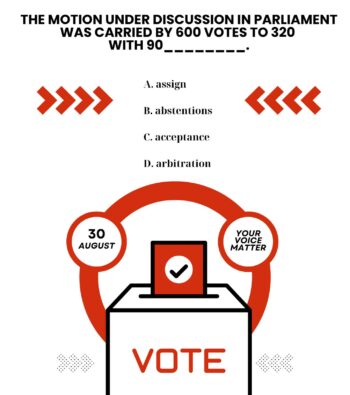 THE MOTION UNDER DISCUSSION IN PARLIAMENT
WAS CARRIED BY 600 VOTES TO 320
WITH 90________.
A. assign
B. abstentions
C. acceptance
D. arbitration
30
AUGUST
YOUR
VOICE
MATTER
VOTE